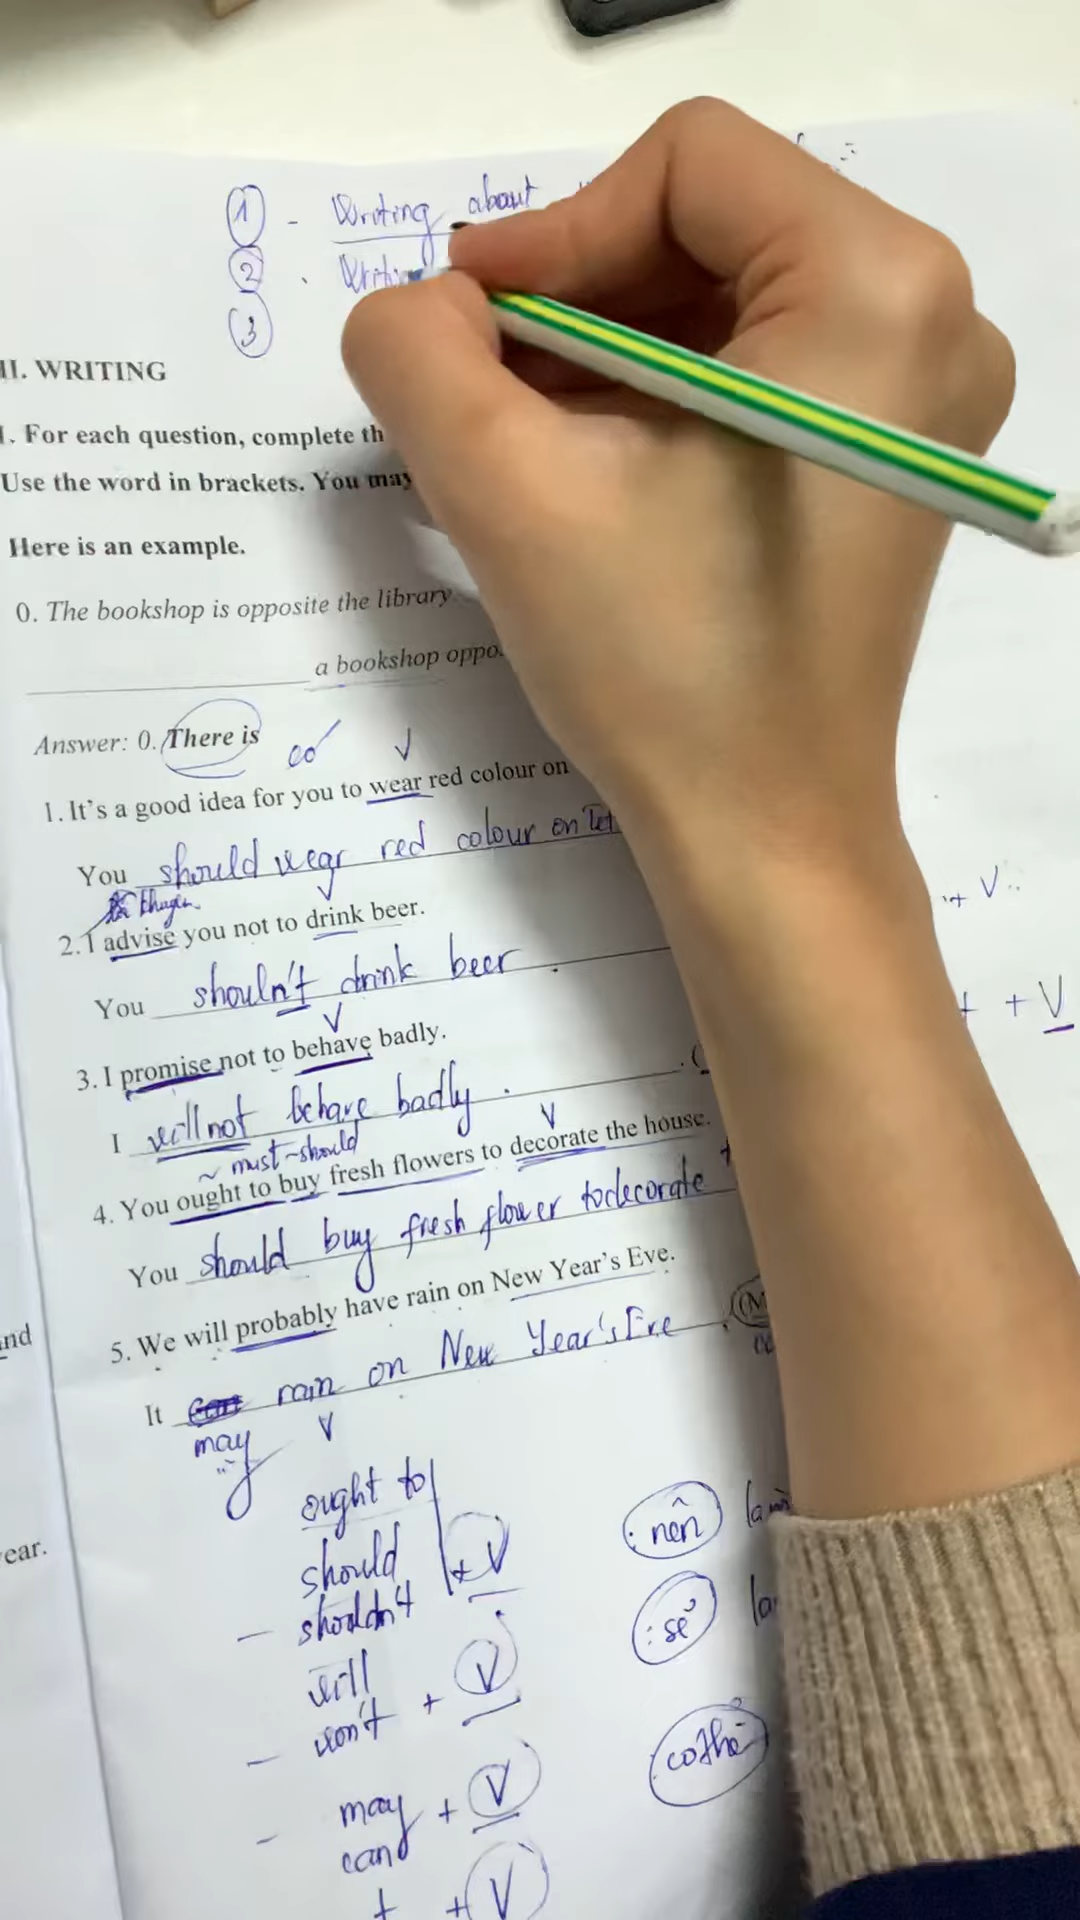 1 - Writing about
2 .
3
II. WRITING
1. For each question, complete th
Use the word in brackets. You may
Here is an example.
0. The bookshop is opposite the library
a bookshop oppo
Answer: 0. There is
có V
1. It's a good idea for you to wear red colour on
You should wear red colour on Tet
khuyên V
2. I advise you not to drink beer.
You shouln't drink beer .
V
3. I promise not to behave badly.
I will not behave badly .
~ must ~ should V
4. You ought to buy fresh flowers to decorate the house.
You should buy fresh flower to decorate
5. We will probably have rain on New Year's Eve.
It rain on New Year's Eve
may V
ought to
should + V : nên
- shouldn't
will : sẽ
- won't + V
may + V có thể
- can
+ V
+ V
+ V
nd
ear.